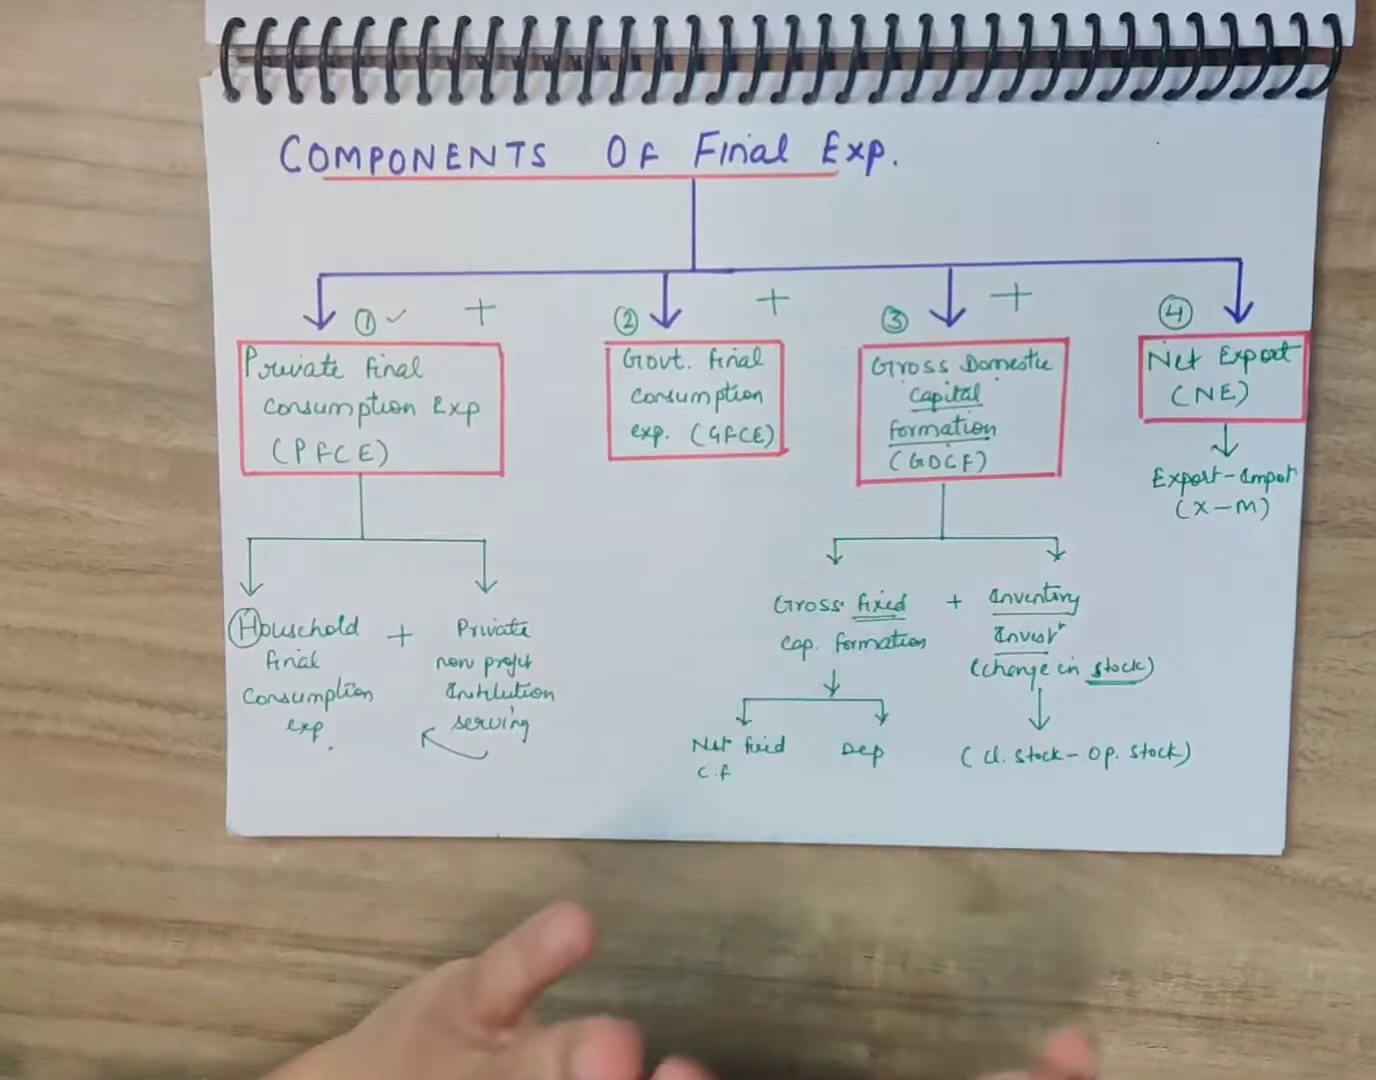 COMPONENTS OF Final Exp.
① ✓ +
Private final
Consumption Exp
(PFCE)
② +
Govt. final
Consumption
exp. (GFCE)
③ +
Gross Domestic
Capital
formation
(GDCF)
④
Net Export
(NE)
Export-Import
(X-M)
Household
final
Consumption
exp.
+
Private
non profit
Institution
serving
Gross fixed
Cap. formation
+
Inventory
Invest^t
(change in stock)
Net fixed
C.f
Dep
(Cl. stock - Op. stock)